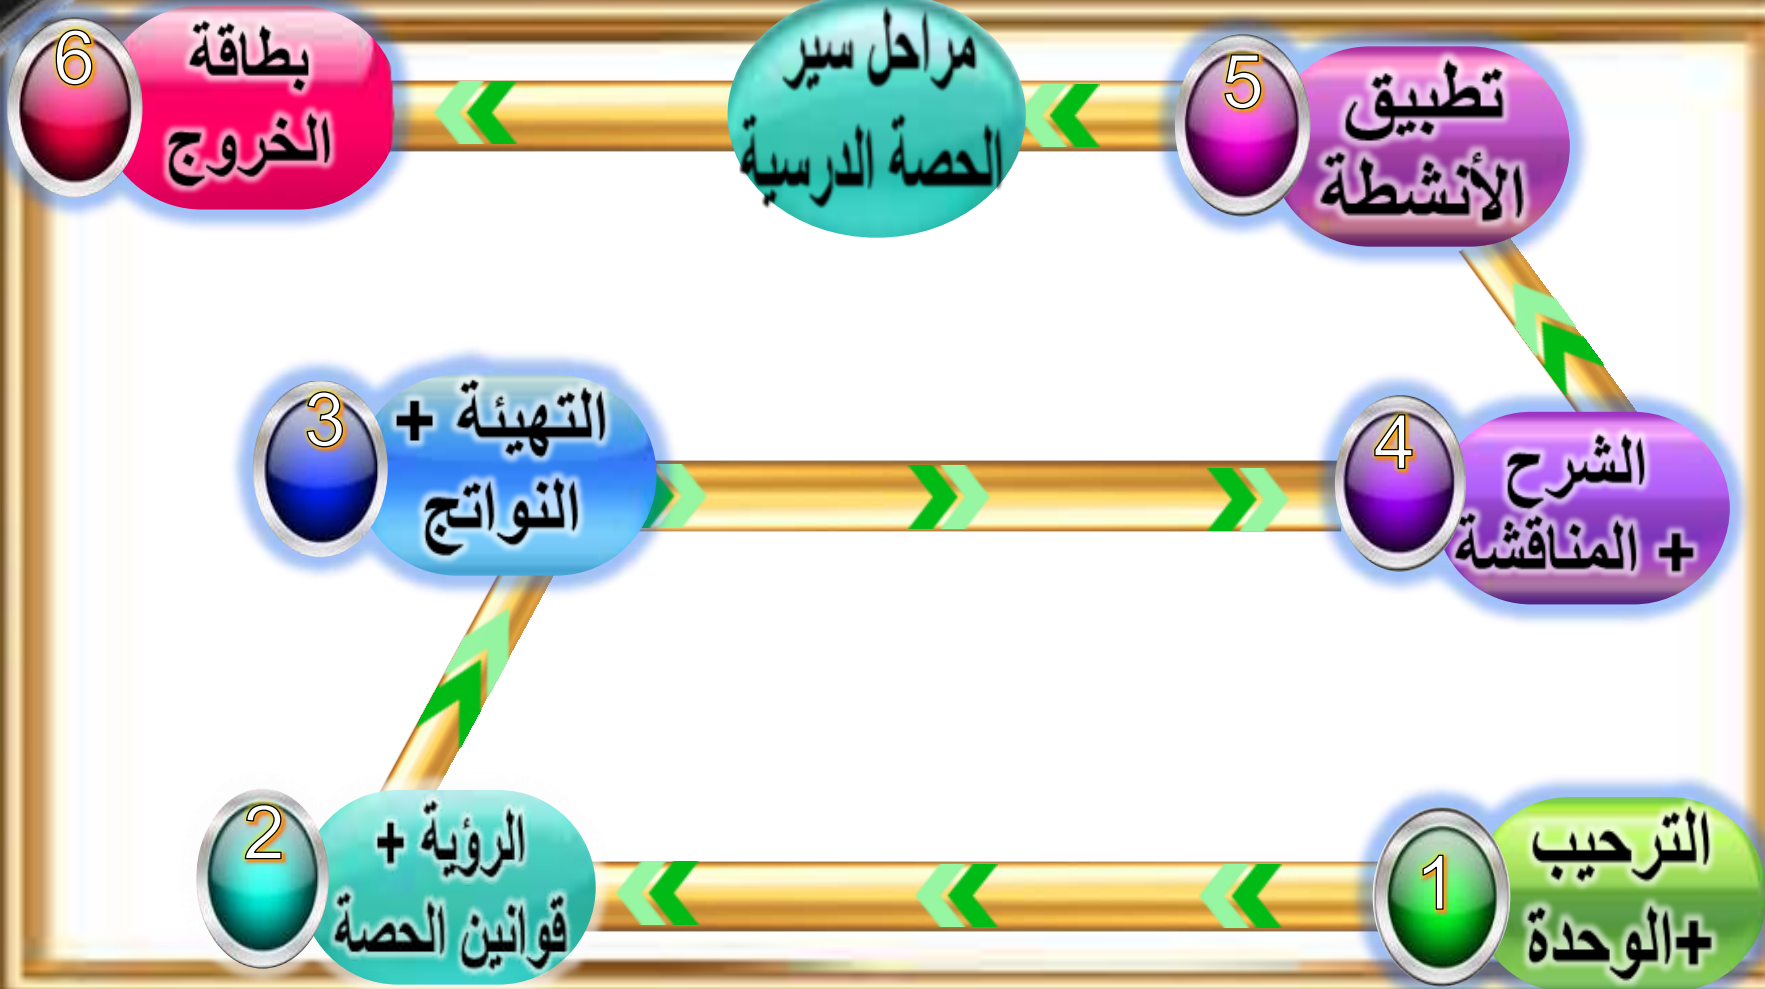 مراحل سير
الحصة الدرسية
1
الترحيب
+الوحدة
2
الرؤية +
قوانين الحصة
3
التهيئة +
النواتج
4
الشرح
+ المناقشة
5
تطبيق
الأنشطة
6
بطاقة
الخروج